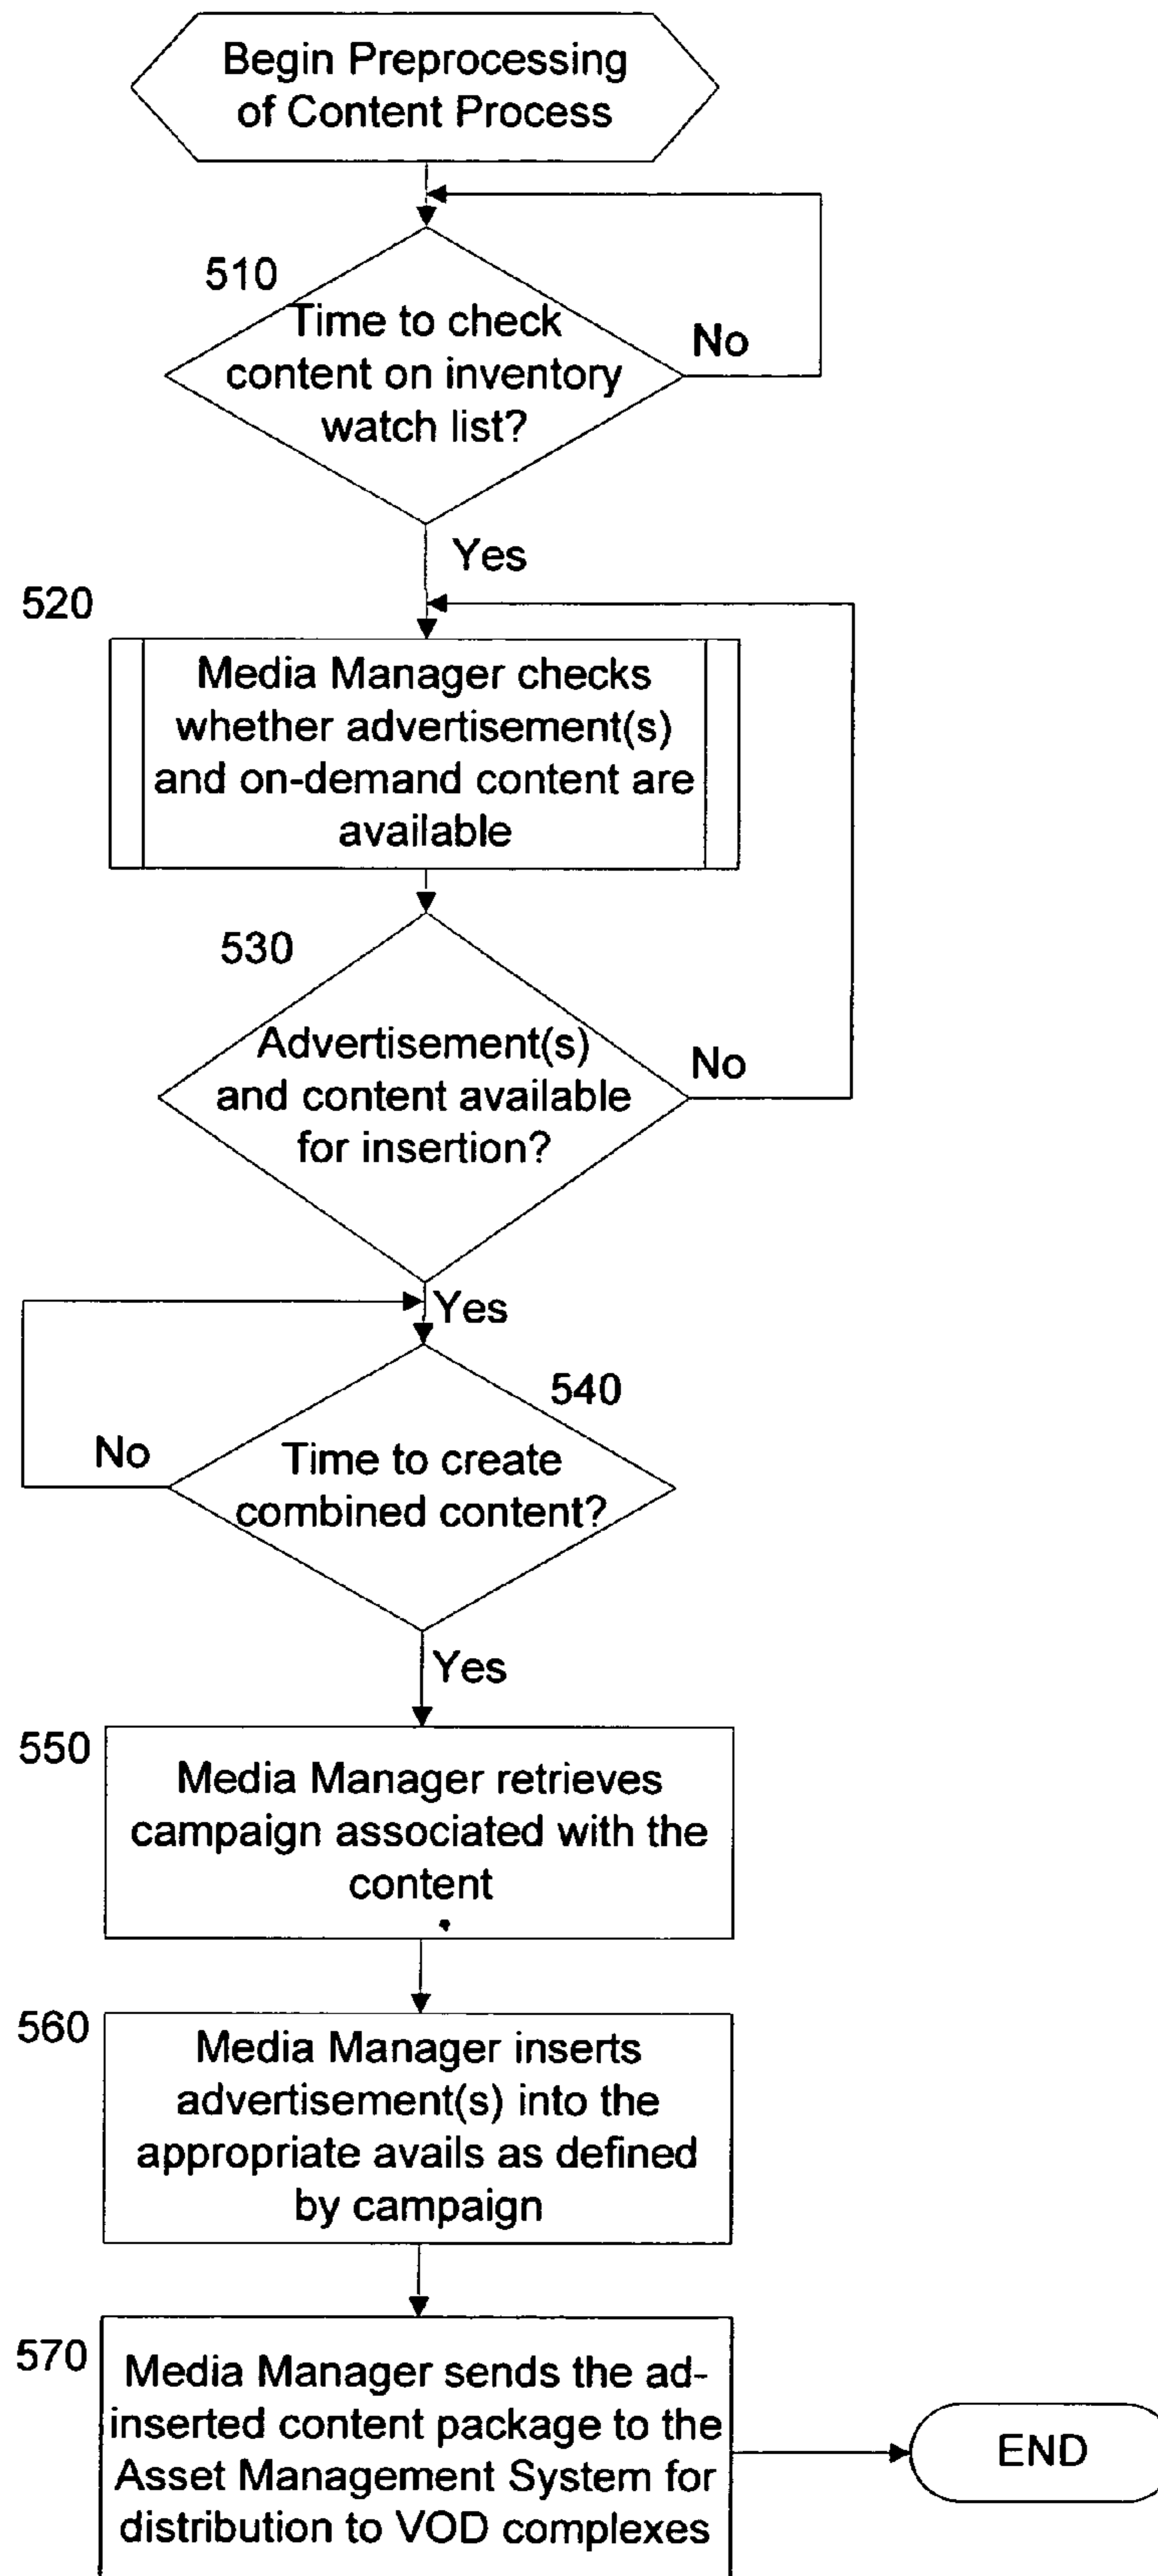 Begin Preprocessing
of Content Process
510
Time to check
content on inventory
watch list?
No
Yes
520
Media Manager checks
whether advertisement(s)
and on-demand content are
available
530
Advertisement(s)
and content available
for insertion?
No
Yes
540
Time to create
combined content?
No
Yes
550
Media Manager retrieves
campaign associated with the
content
560
Media Manager inserts
advertisement(s) into the
appropriate avails as defined
by campaign
570
Media Manager sends the ad-
inserted content package to the
Asset Management System for
distribution to VOD complexes
END